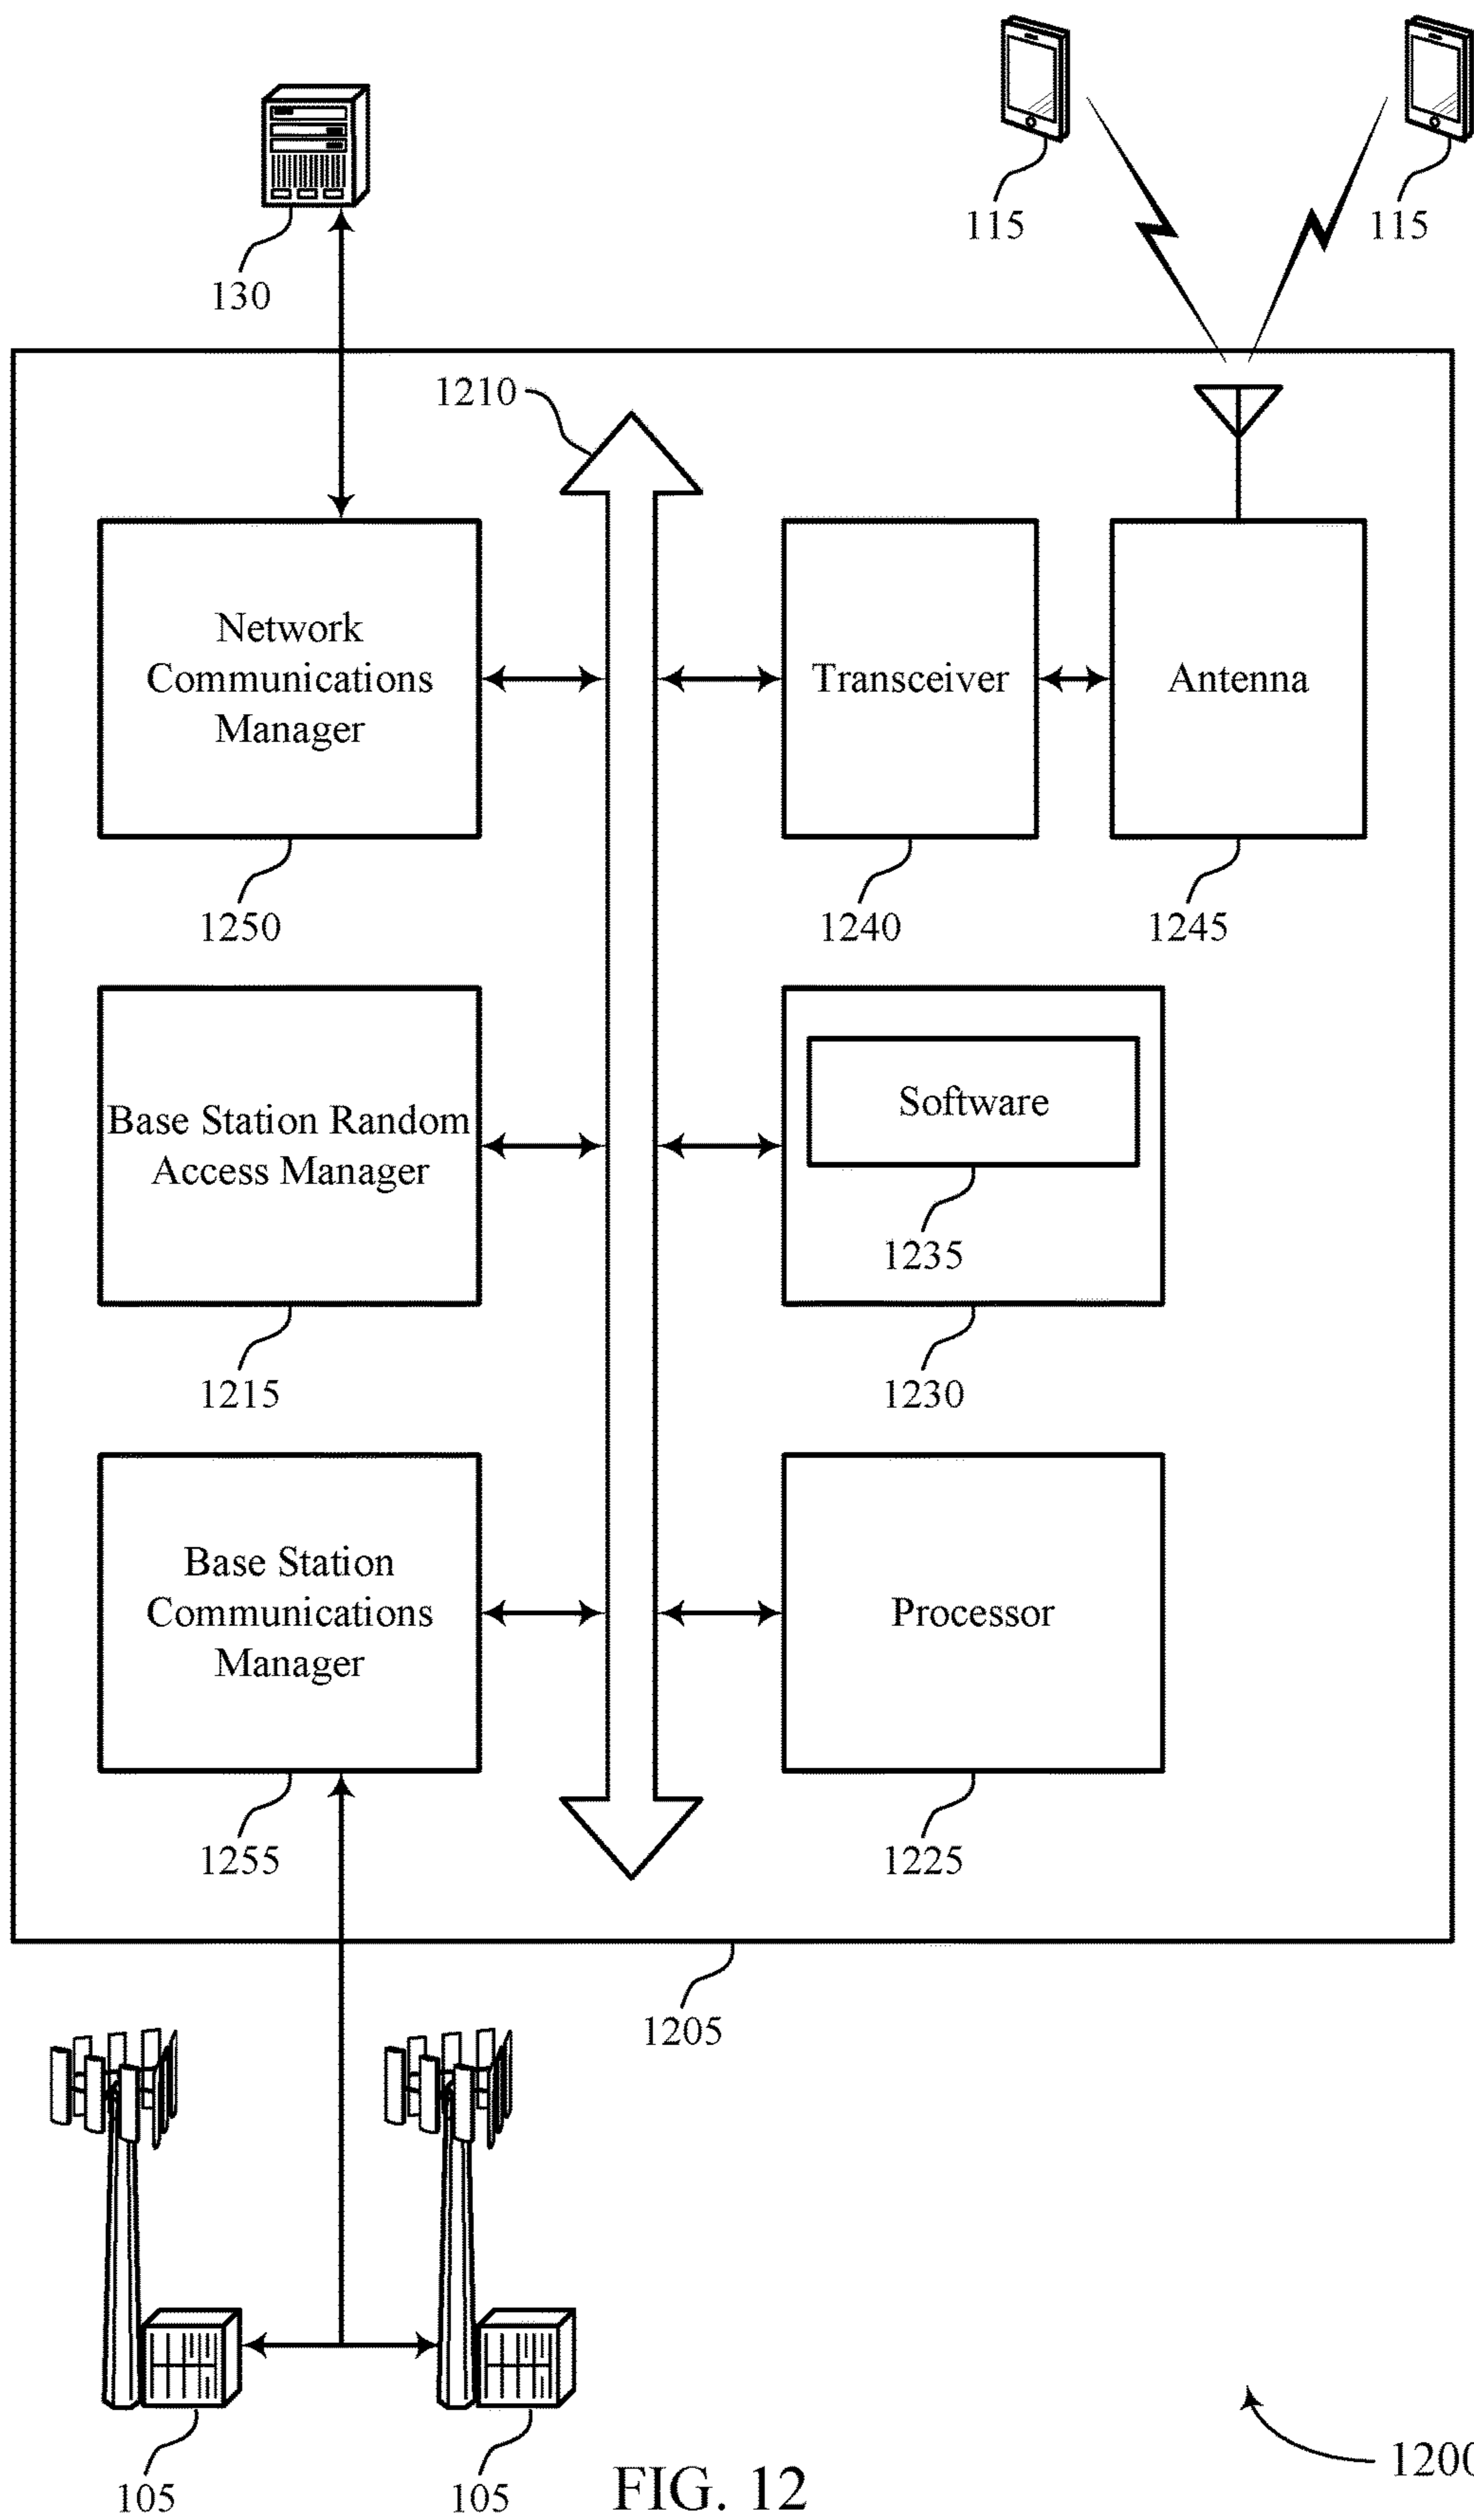 115
115
130
1210
Network
Communications
Manager
Transceiver
Antenna
1250
1240
1245
Base Station Random
Access Manager
Software
1235
1215
1230
Base Station
Communications
Manager
Processor
1255
1225
1205
105
105
FIG. 12
1200